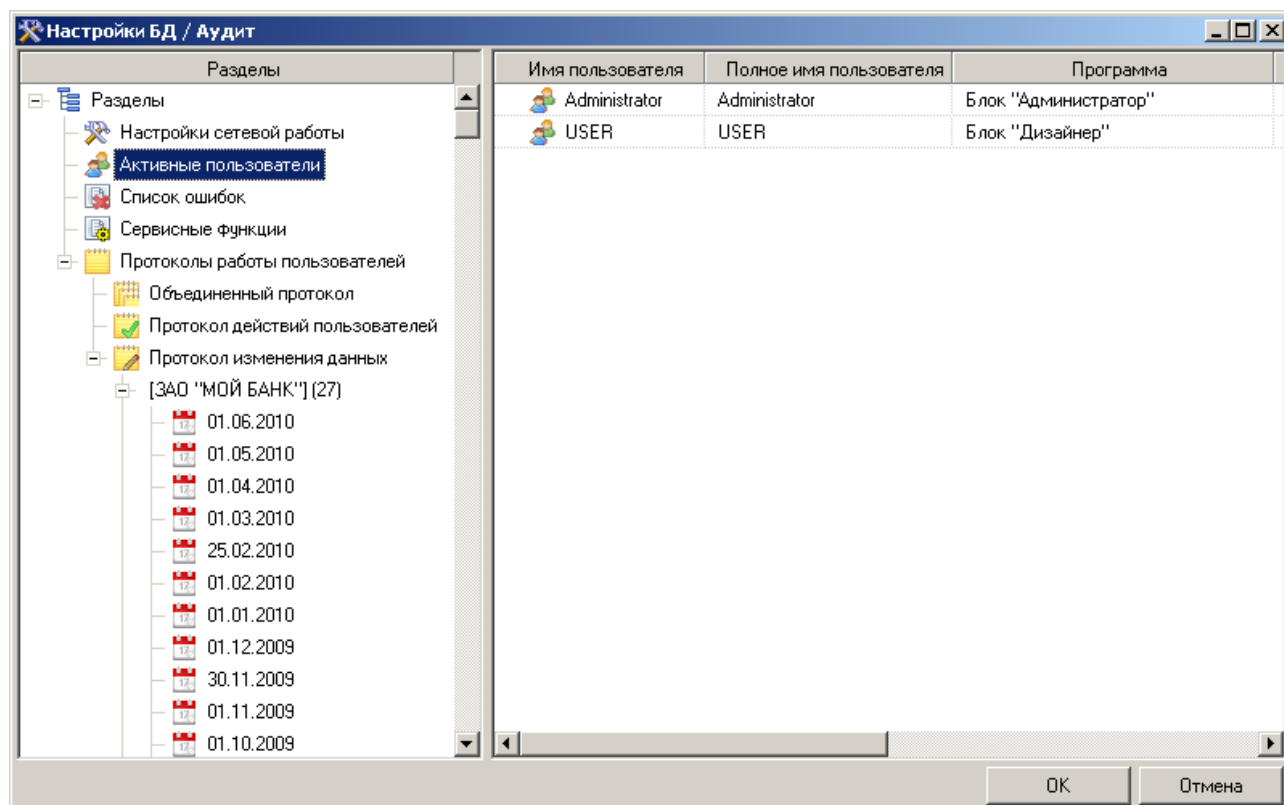 Настройки БД / Аудит
Разделы
Имя пользователя Полное имя пользователя Программа
Разделы
Настройки сетевой работы
Активные пользователи
Список ошибок
Сервисные функции
Протоколы работы пользователей
Объединенный протокол
Протокол действий пользователей
Протокол изменения данных
[ЗАО "МОЙ БАНК"] (27)
01.06.2010
01.05.2010
01.04.2010
01.03.2010
25.02.2010
01.02.2010
01.01.2010
01.12.2009
30.11.2009
01.11.2009
01.10.2009
Administrator Administrator Блок "Администратор"
USER USER Блок "Дизайнер"
OK Отмена